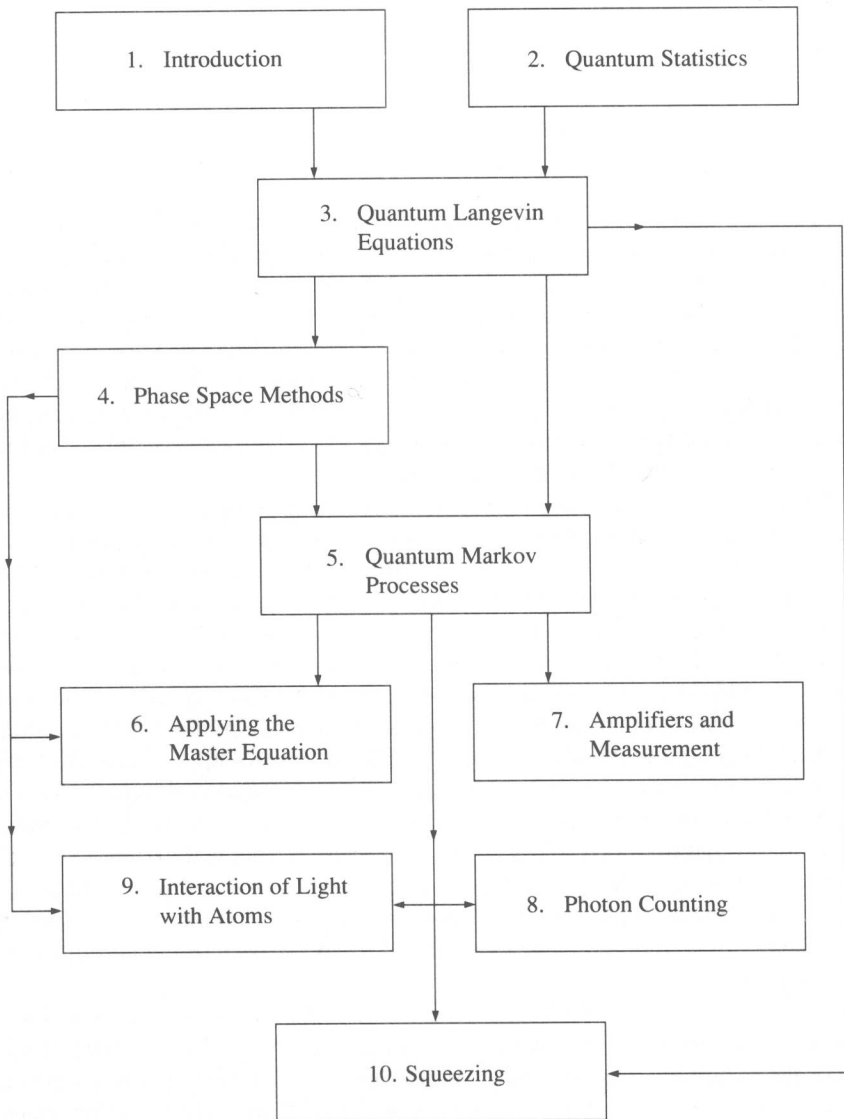 1. Introduction
2. Quantum Statistics
3. Quantum Langevin
Equations
4. Phase Space Methods
5. Quantum Markov
Processes
6. Applying the
Master Equation
7. Amplifiers and
Measurement
9. Interaction of Light
with Atoms
8. Photon Counting
10. Squeezing